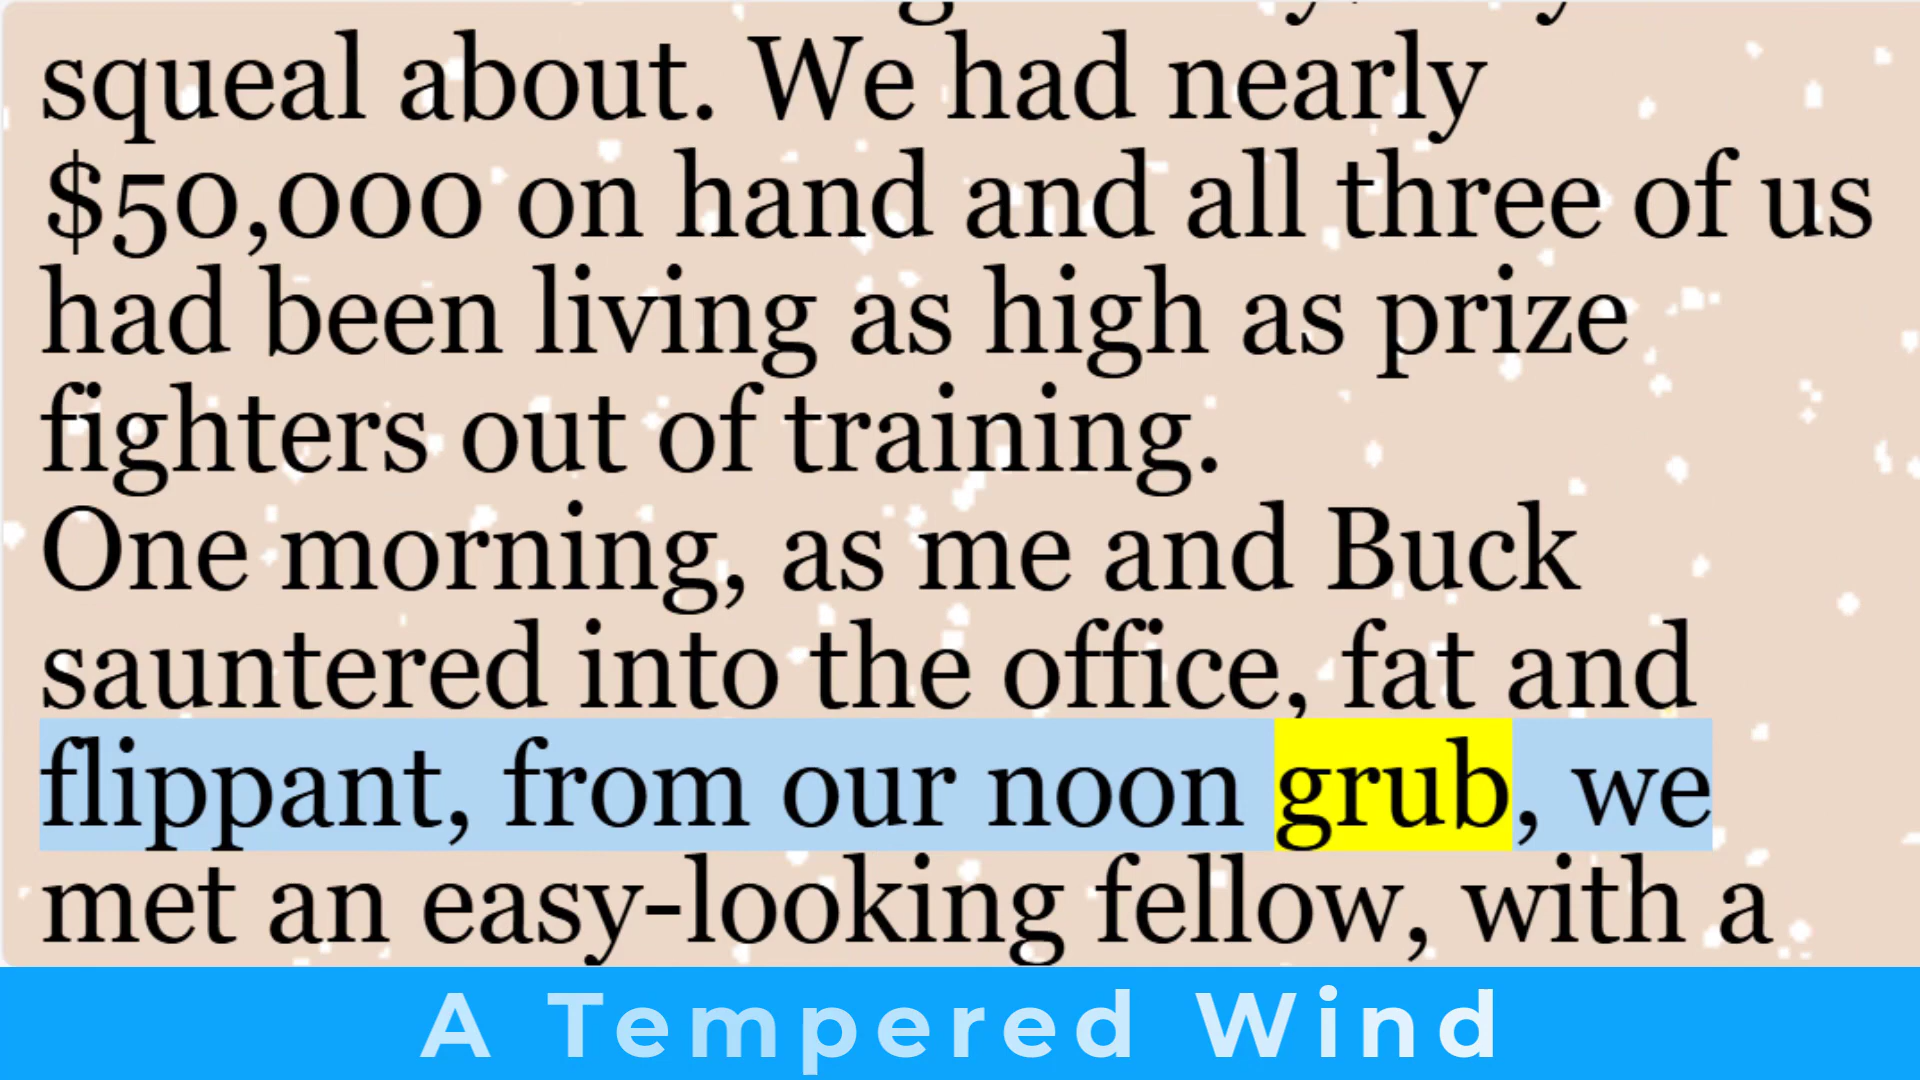 squeal about. We had nearly
$50,000 on hand and all three of us
had been living as high as prize
fighters out of training.
One morning, as me and Buck
sauntered into the office, fat and
flippant, from our noon grub, we
met an easy-looking fellow, with a
A Tempered Wind